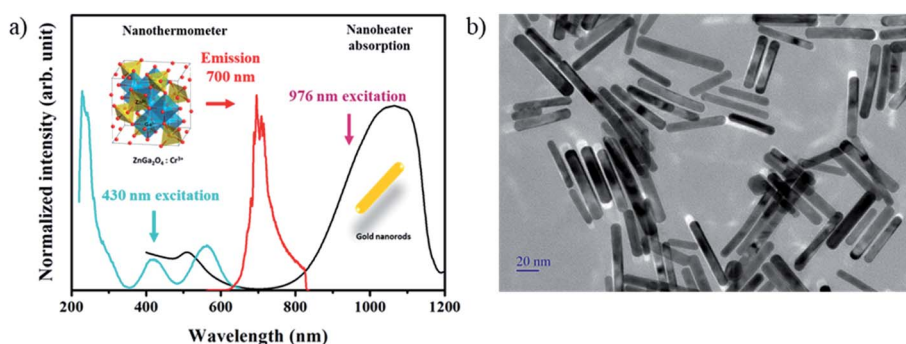 a)
Nanothermometer
Nanoheater
absorption
Emission
700 nm
976 nm excitation
ZnGa₂O₄ : Cr³⁺
430 nm excitation
Gold nanorods
Normalized intensity (arb. unit)
200 400 600 800 1000 1200
Wavelength (nm)
b)
20 nm